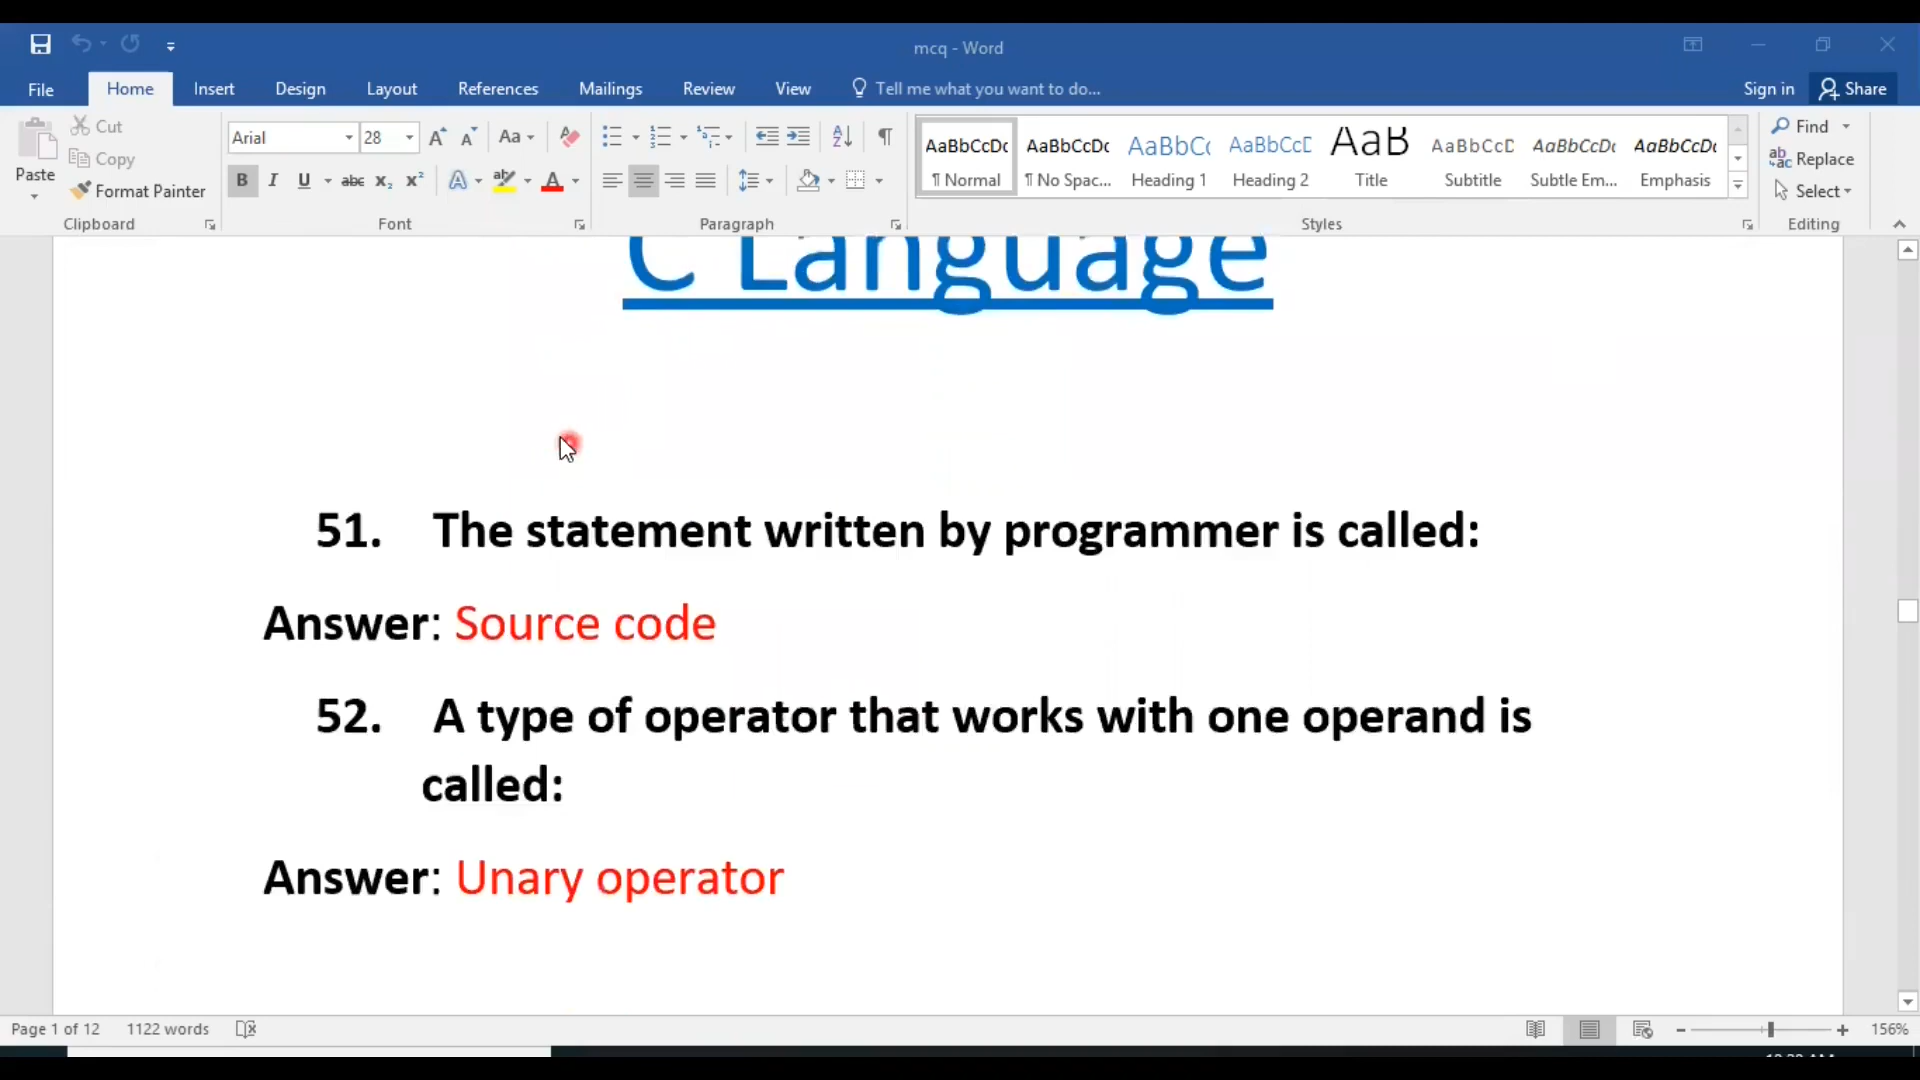 mcq - Word
File Home Insert Design Layout References Mailings Review View Tell me what you want to do... Sign in Share
Cut
Copy
Paste
Format Painter
Clipboard
Arial 28
Font
Paragraph
AaBbCcDc AaBbCcDc AaBbCc AaBbCcD AaB AaBbCcD AaBbCcDc AaBbCcDc
¶ Normal ¶ No Spac... Heading 1 Heading 2 Title Subtitle Subtle Em... Emphasis
Styles
Find
Replace
Select
Editing
C Language
51. The statement written by programmer is called:
Answer: Source code
52. A type of operator that works with one operand is
called:
Answer: Unary operator
Page 1 of 12 1122 words 156%